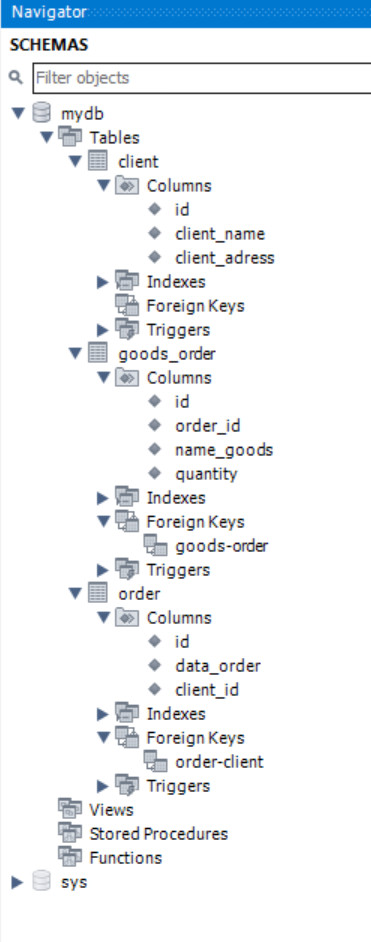 Navigator
SCHEMAS
Filter objects
mydb
Tables
client
Columns
id
client_name
client_adress
Indexes
Foreign Keys
Triggers
goods_order
Columns
id
order_id
name_goods
quantity
Indexes
Foreign Keys
goods-order
Triggers
order
Columns
id
data_order
client_id
Indexes
Foreign Keys
order-client
Triggers
Views
Stored Procedures
Functions
sys